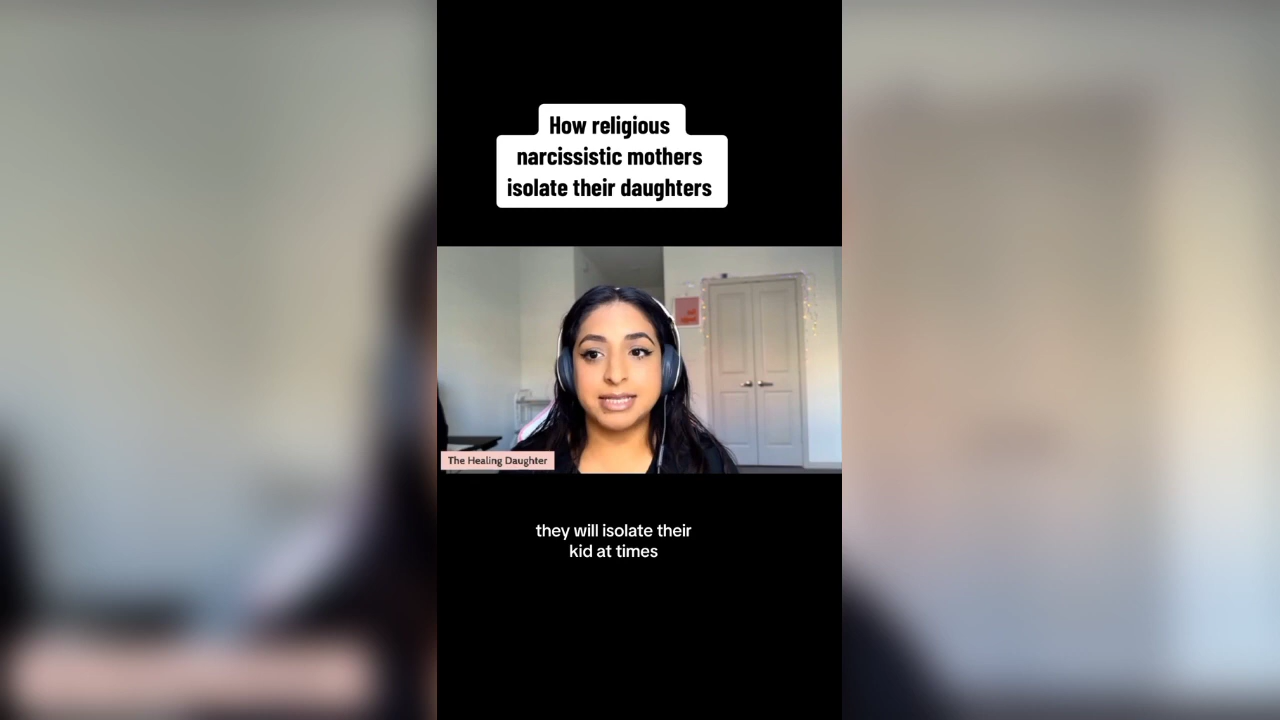 How religious
narcissistic mothers
isolate their daughters
The Healing Daughter
they will isolate their
kid at times